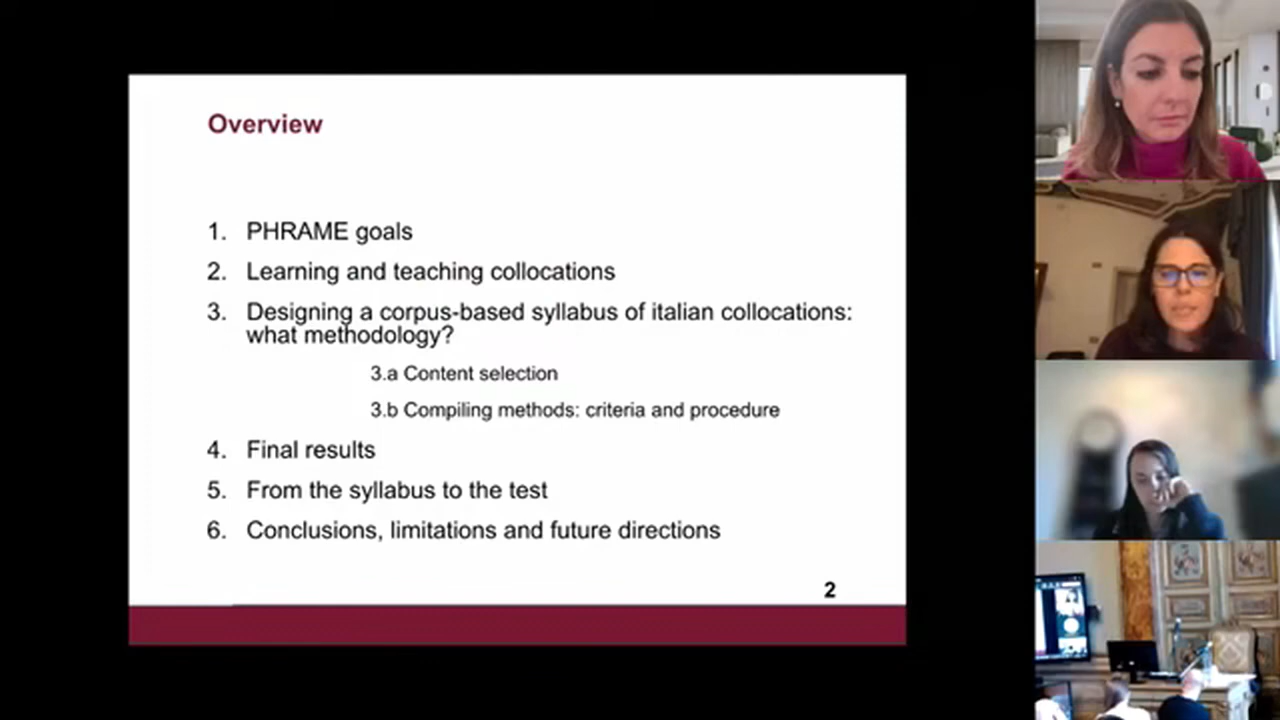 Overview
1. PHRAME goals
2. Learning and teaching collocations
3. Designing a corpus-based syllabus of italian collocations:
what methodology?
3.a Content selection
3.b Compiling methods: criteria and procedure
4. Final results
5. From the syllabus to the test
6. Conclusions, limitations and future directions
2